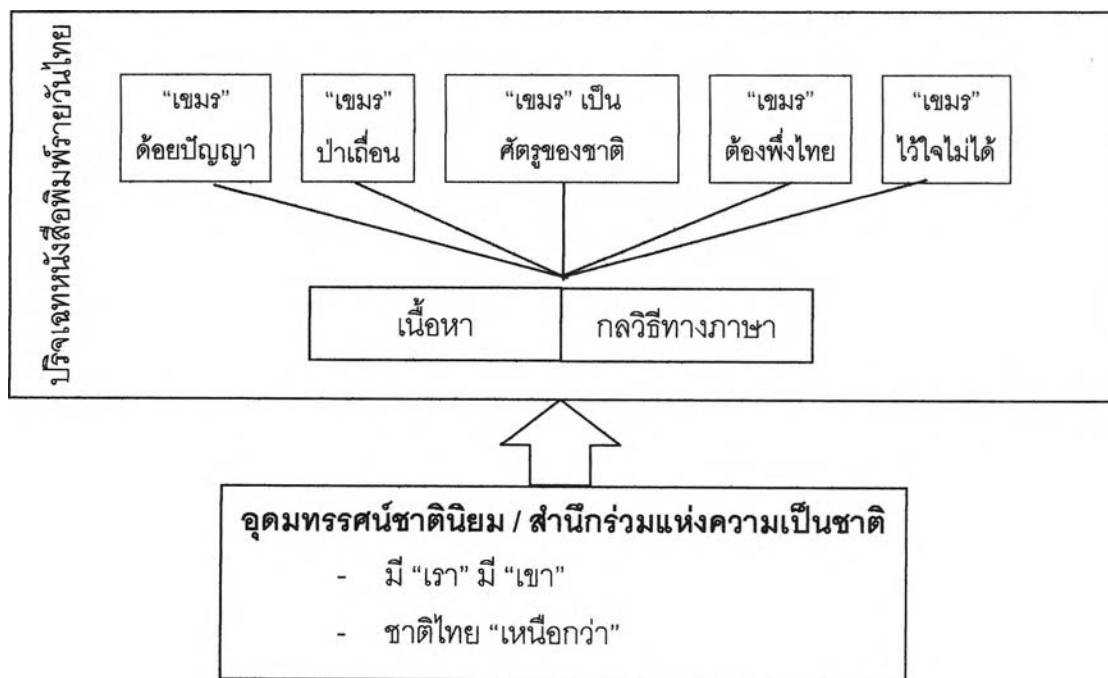 ปริจเฉทหนังสือพิมพ์รายวันไทย
“เขมร”
ด้อยปัญญา
“เขมร”
ป่าเถื่อน
“เขมร” เป็น
ศัตรูของชาติ
“เขมร”
ต้องพึ่งไทย
“เขมร”
ไว้ใจไม่ได้
เนื้อหา
กลวิธีทางภาษา
อุดมทรรศน์ชาตินิยม / สำนึกร่วมแห่งความเป็นชาติ
- มี “เรา” มี “เขา”
- ชาติไทย “เหนือกว่า”